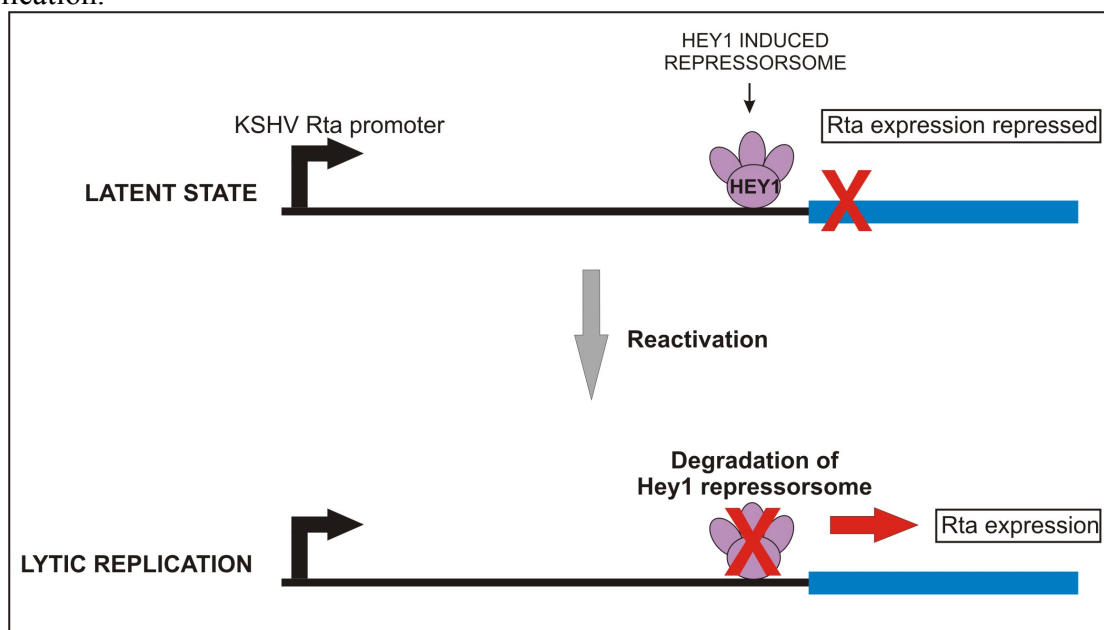 HEY1 INDUCED
REPRESSORSOME
KSHV Rta promoter
Rta expression repressed
HEY1
LATENT STATE
Reactivation
Degradation of
Hey1 repressorsome
Rta expression
LYTIC REPLICATION